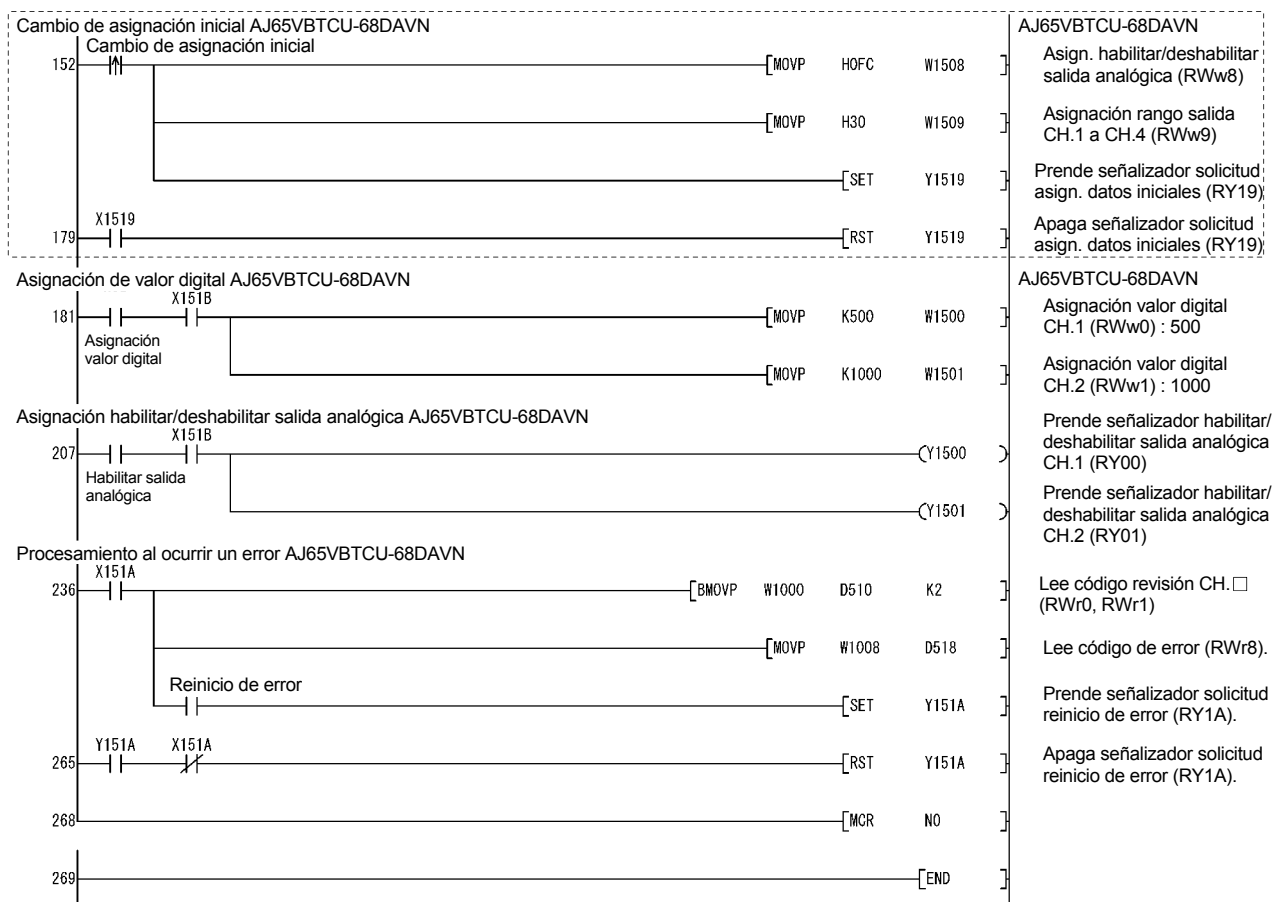 Cambio de asignación inicial AJ65VBTCU-68DAVN
AJ65VBTCU-68DAVN
Cambio de asignación inicial
152
MOVP H0FC W1508
Asign. habilitar/deshabilitar
salida analógica (RWw8)
MOVP H30 W1509
Asignación rango salida
CH.1 a CH.4 (RWw9)
SET Y1519
Prende señalizador solicitud
asign. datos iniciales (RY19)
X1519
179
RST Y1519
Apaga señalizador solicitud
asign. datos iniciales (RY19)
Asignación de valor digital AJ65VBTCU-68DAVN
AJ65VBTCU-68DAVN
X151B
181
MOVP K500 W1500
Asignación valor digital
CH.1 (RWw0) : 500
Asignación
valor digital
MOVP K1000 W1501
Asignación valor digital
CH.2 (RWw1) : 1000
Asignación habilitar/deshabilitar salida analógica AJ65VBTCU-68DAVN
X151B
207
Y1500
Prende señalizador habilitar/
deshabilitar salida analógica
CH.1 (RY00)
Habilitar salida
analógica
Y1501
Prende señalizador habilitar/
deshabilitar salida analógica
CH.2 (RY01)
Procesamiento al ocurrir un error AJ65VBTCU-68DAVN
X151A
236
BMOVP W1000 D510 K2
Lee código revisión CH.□
(RWr0, RWr1)
MOVP W1008 D518
Lee código de error (RWr8).
Reinicio de error
SET Y151A
Prende señalizador solicitud
reinicio de error (RY1A).
Y151A X151A
265
RST Y151A
Apaga señalizador solicitud
reinicio de error (RY1A).
268
MCR N0
269
END